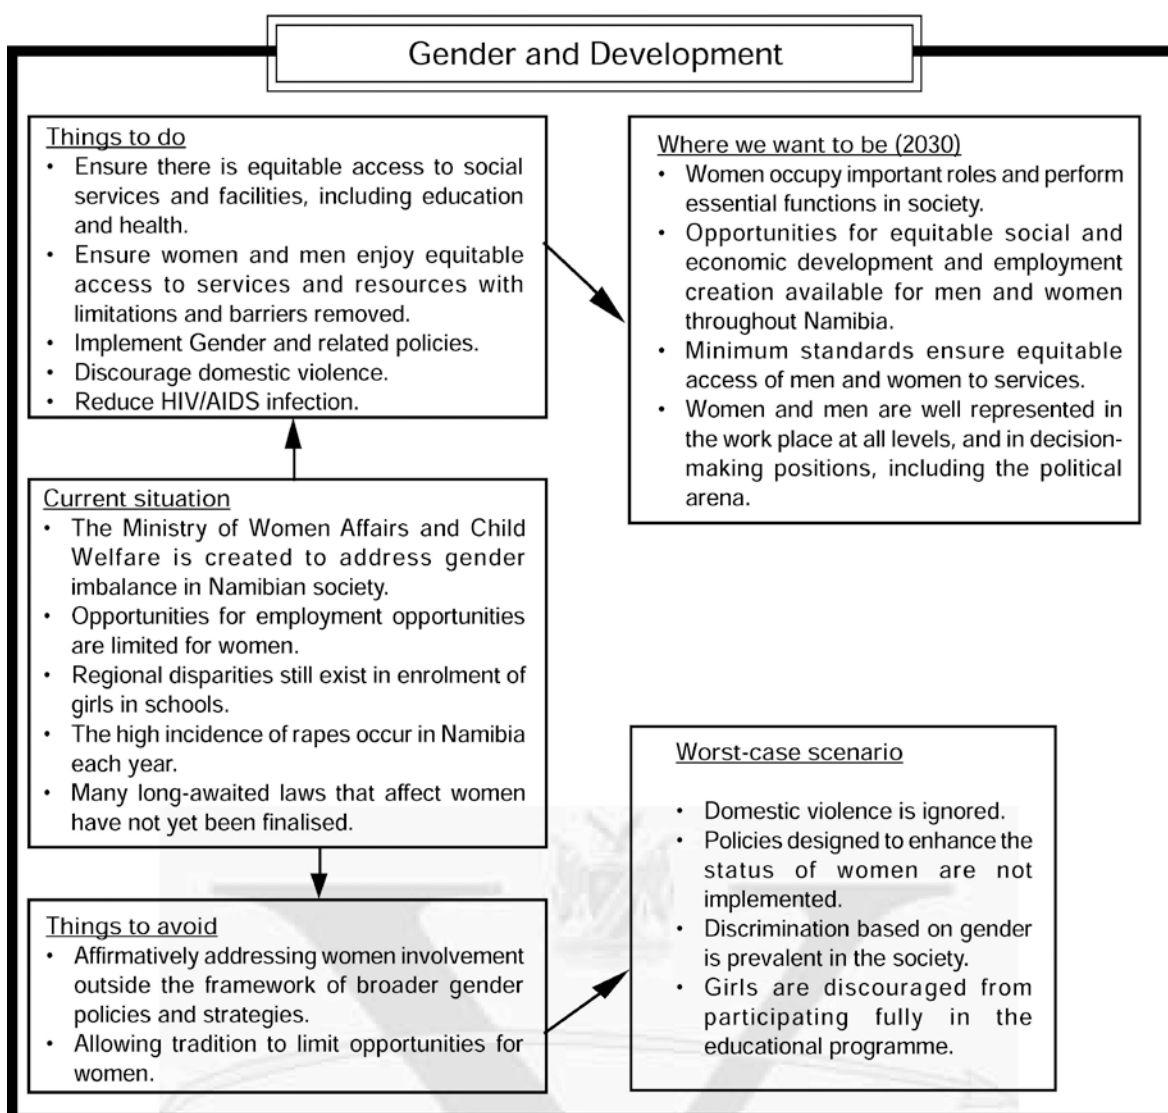 Gender and Development
Things to do
• Ensure there is equitable access to social
services and facilities, including education
and health.
• Ensure women and men enjoy equitable
access to services and resources with
limitations and barriers removed.
• Implement Gender and related policies.
• Discourage domestic violence.
• Reduce HIV/AIDS infection.
Where we want to be (2030)
• Women occupy important roles and perform
essential functions in society.
• Opportunities for equitable social and
economic development and employment
creation available for men and women
throughout Namibia.
• Minimum standards ensure equitable
access of men and women to services.
• Women and men are well represented in
the work place at all levels, and in decision-
making positions, including the political
arena.
Current situation
• The Ministry of Women Affairs and Child
Welfare is created to address gender
imbalance in Namibian society.
• Opportunities for employment opportunities
are limited for women.
• Regional disparities still exist in enrolment of
girls in schools.
• The high incidence of rapes occur in Namibia
each year.
• Many long-awaited laws that affect women
have not yet been finalised.
Things to avoid
• Affirmatively addressing women involvement
outside the framework of broader gender
policies and strategies.
• Allowing tradition to limit opportunities for
women.
Worst-case scenario
• Domestic violence is ignored.
• Policies designed to enhance the
status of women are not
implemented.
• Discrimination based on gender
is prevalent in the society.
• Girls are discouraged from
participating fully in the
educational programme.